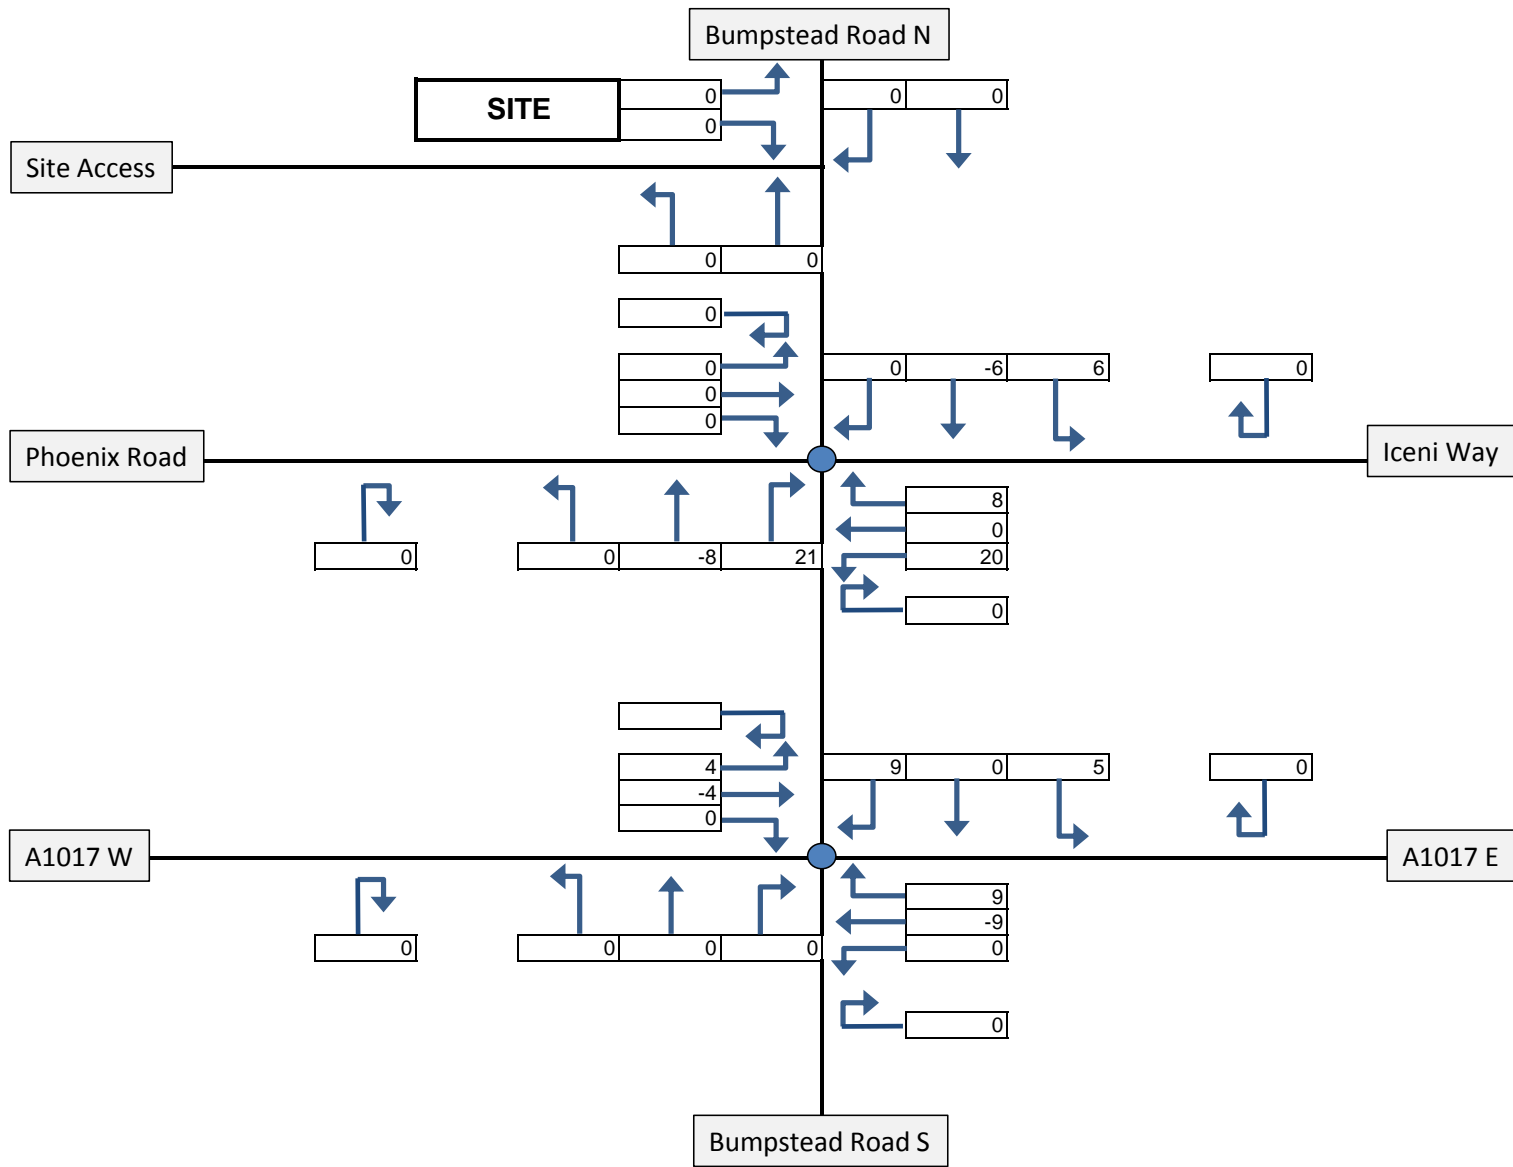 Bumpstead Road N
SITE 0 0 0
0
Site Access
0 0
0
0 0 -6 6 0
0
0
Phoenix Road Iceni Way
8
0
0 0 -8 21 20
0
4 9 0 5 0
-4
0
A1017 W A1017 E
9
-9
0 0 0 0 0
0
Bumpstead Road S